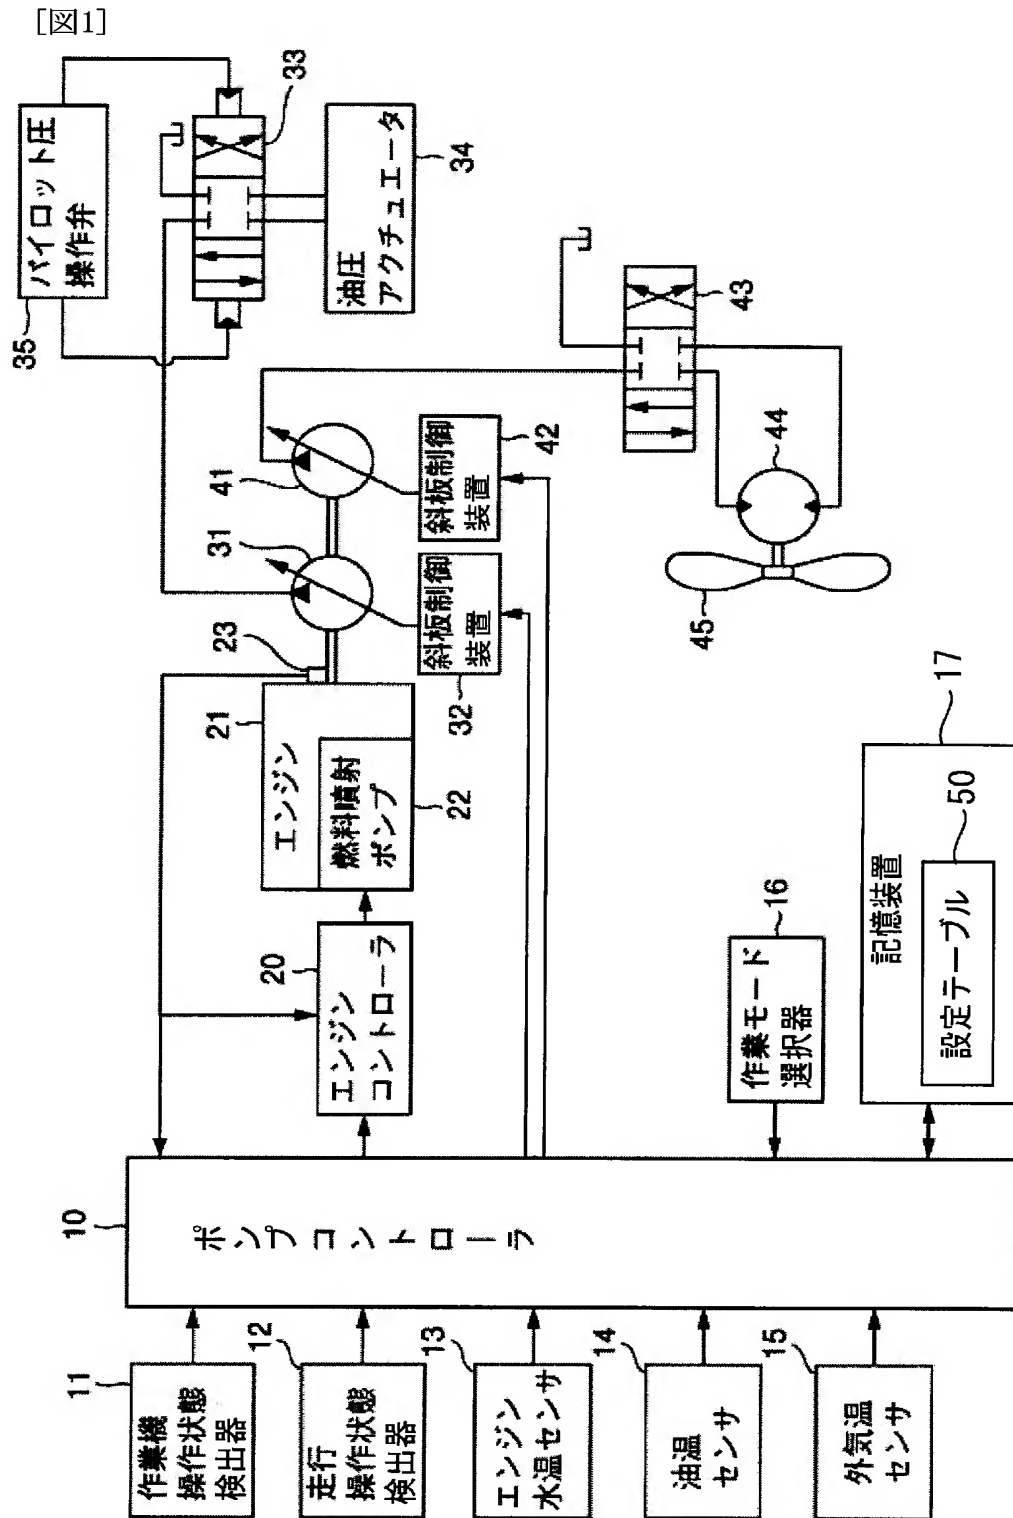 [図1]
35
パイロット圧
操作弁
33
油圧
アクチュエータ
34
43
44
45
41
31
斜板制御
装置
42
斜板制御
装置
32
23
21
エンジン
燃料噴射
ポンプ
22
20
エンジン
コントローラ
16
作業モード
選択器
17
記憶装置
50
設定テーブル
10
ポンプコントローラ
11
作業機
操作状態
検出器
12
走行
操作状態
検出器
13
エンジン
水温センサ
14
油温
センサ
15
外気温
センサ